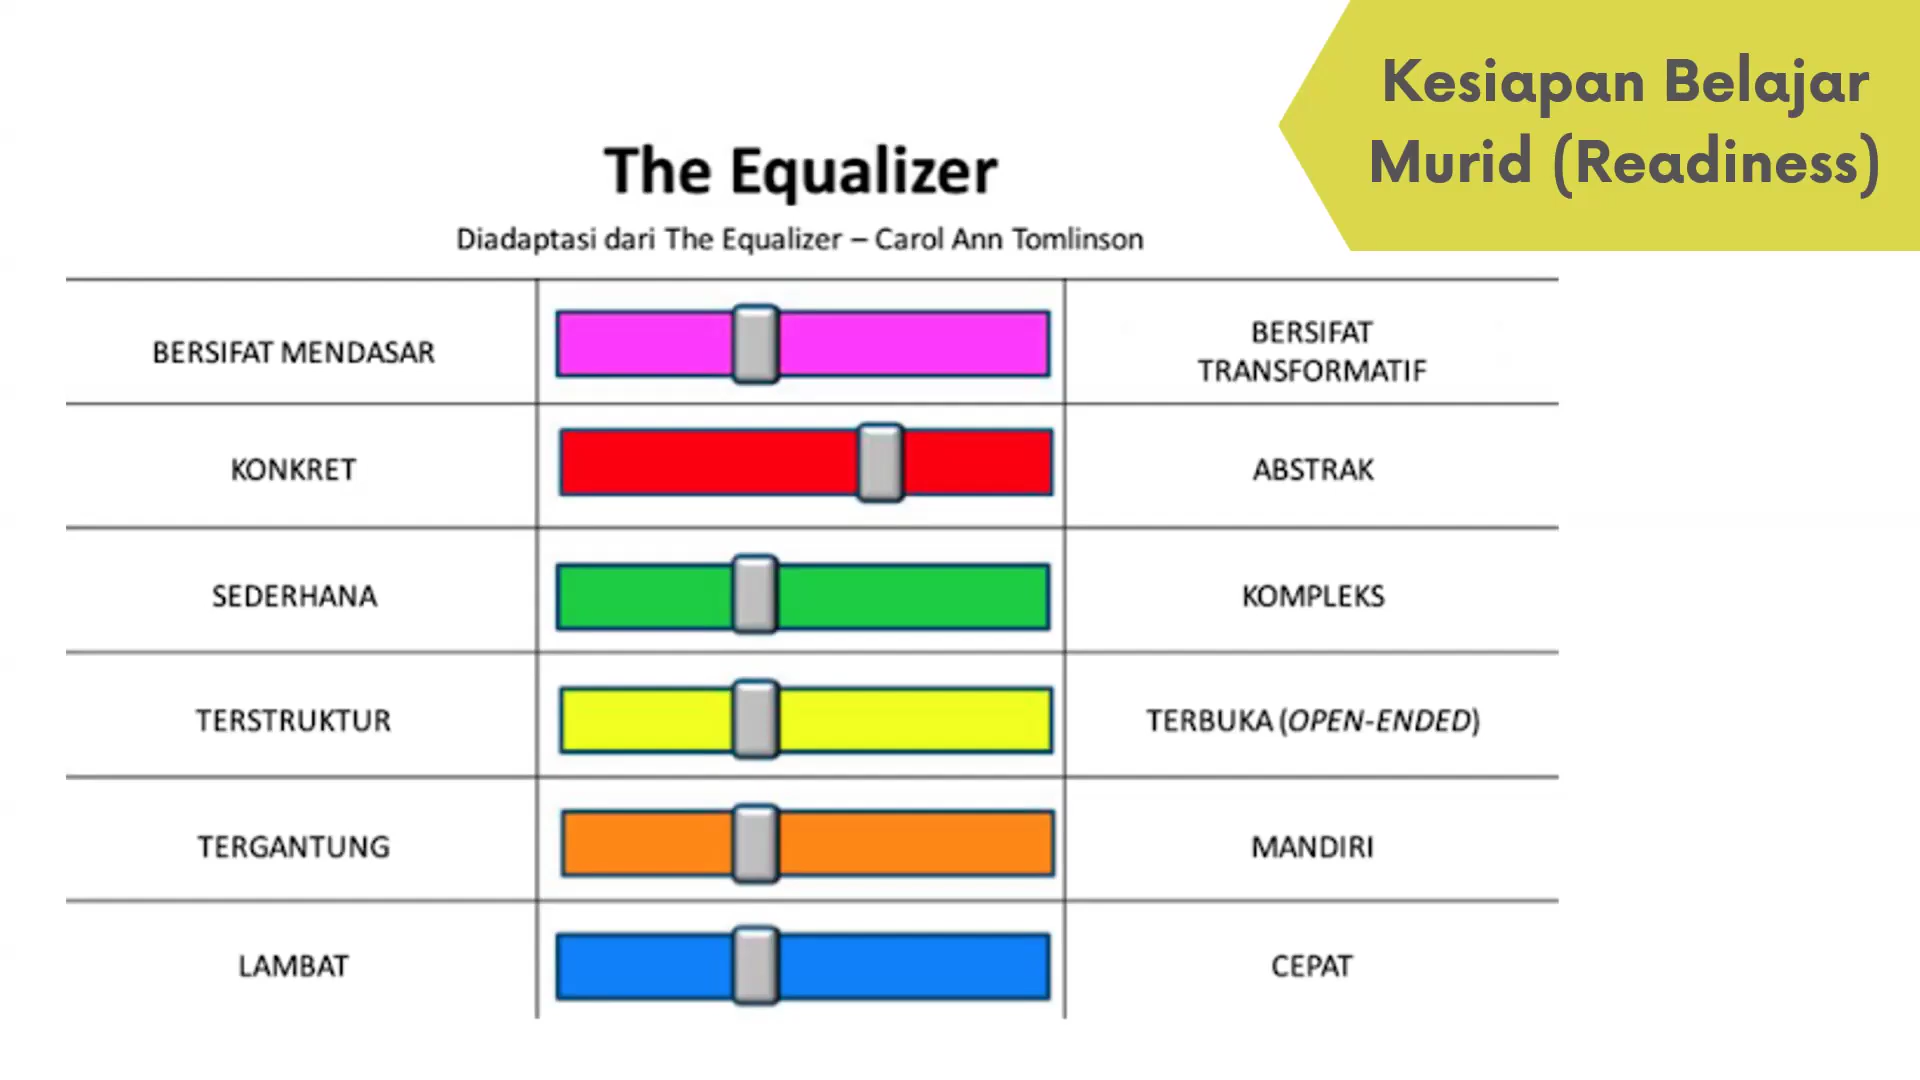 Kesiapan Belajar
Murid (Readiness)
The Equalizer
Diadaptasi dari The Equalizer – Carol Ann Tomlinson
BERSIFAT MENDASAR
BERSIFAT
TRANSFORMATIF
KONKRET
ABSTRAK
SEDERHANA
KOMPLEKS
TERSTRUKTUR
TERBUKA (OPEN-ENDED)
TERGANTUNG
MANDIRI
LAMBAT
CEPAT